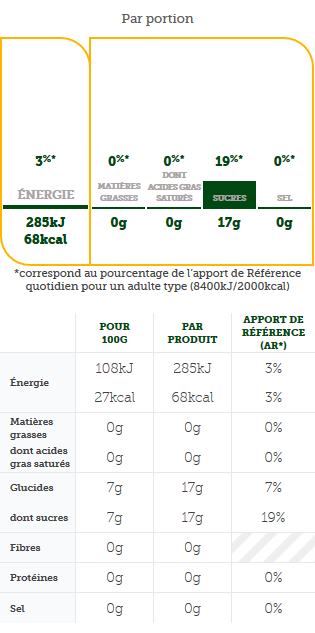 Par portion
3%* 0%* 0%* 19%* 0%*
ÉNERGIE MATIÈRES GRASSES DONT ACIDES GRAS SATURÉS SUCRES SEL
285kJ 0g 0g 17g 0g
68kcal
*correspond au pourcentage de l'apport de Référence
quotidien pour un adulte type (8400kJ/2000kcal)
POUR 100G PAR PRODUIT APPORT DE RÉFÉRENCE (AR*)
Énergie 108kJ 285kJ 3%
27kcal 68kcal 3%
Matières grasses 0g 0g 0%
dont acides gras saturés 0g 0g 0%
Glucides 7g 17g 7%
dont sucres 7g 17g 19%
Fibres 0g 0g
Protéines 0g 0g 0%
Sel 0g 0g 0%